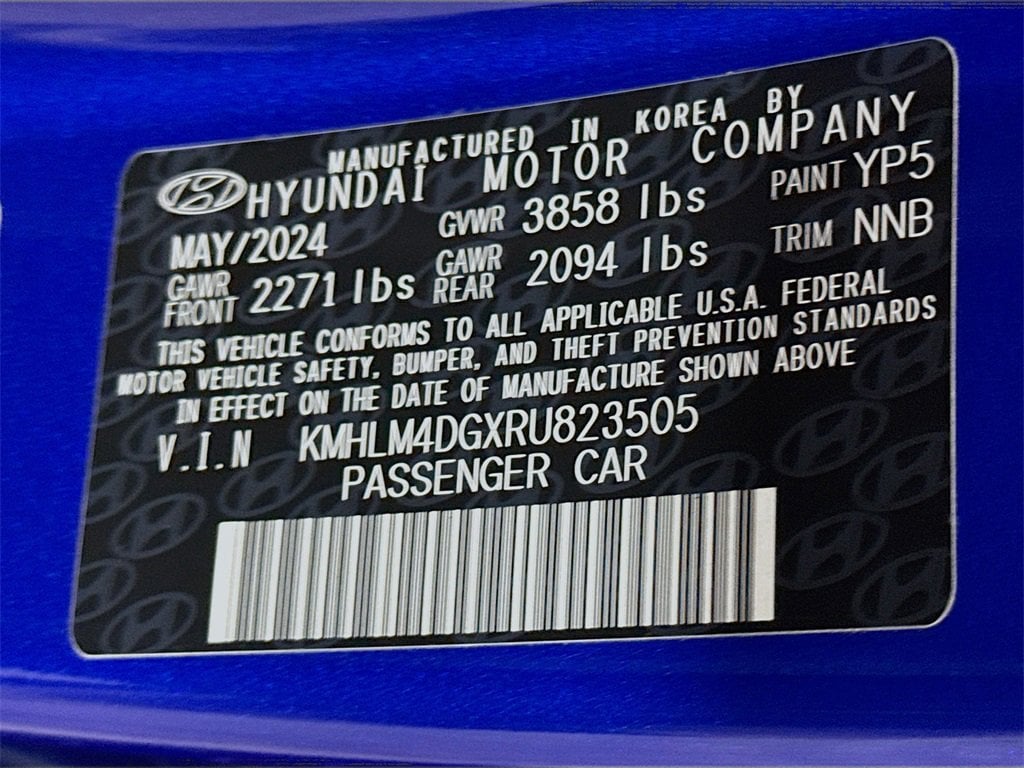 MANUFACTURED IN KOREA BY
HYUNDAI MOTOR COMPANY
MAY/2024 GVWR 3858 lbs PAINT YP5
GAWR FRONT 2271 lbs GAWR REAR 2094 lbs TRIM NNB
THIS VEHICLE CONFORMS TO ALL APPLICABLE U.S.A. FEDERAL
MOTOR VEHICLE SAFETY, BUMPER, AND THEFT PREVENTION STANDARDS
IN EFFECT ON THE DATE OF MANUFACTURE SHOWN ABOVE
V.I.N KMHLM4DGXRU823505
PASSENGER CAR